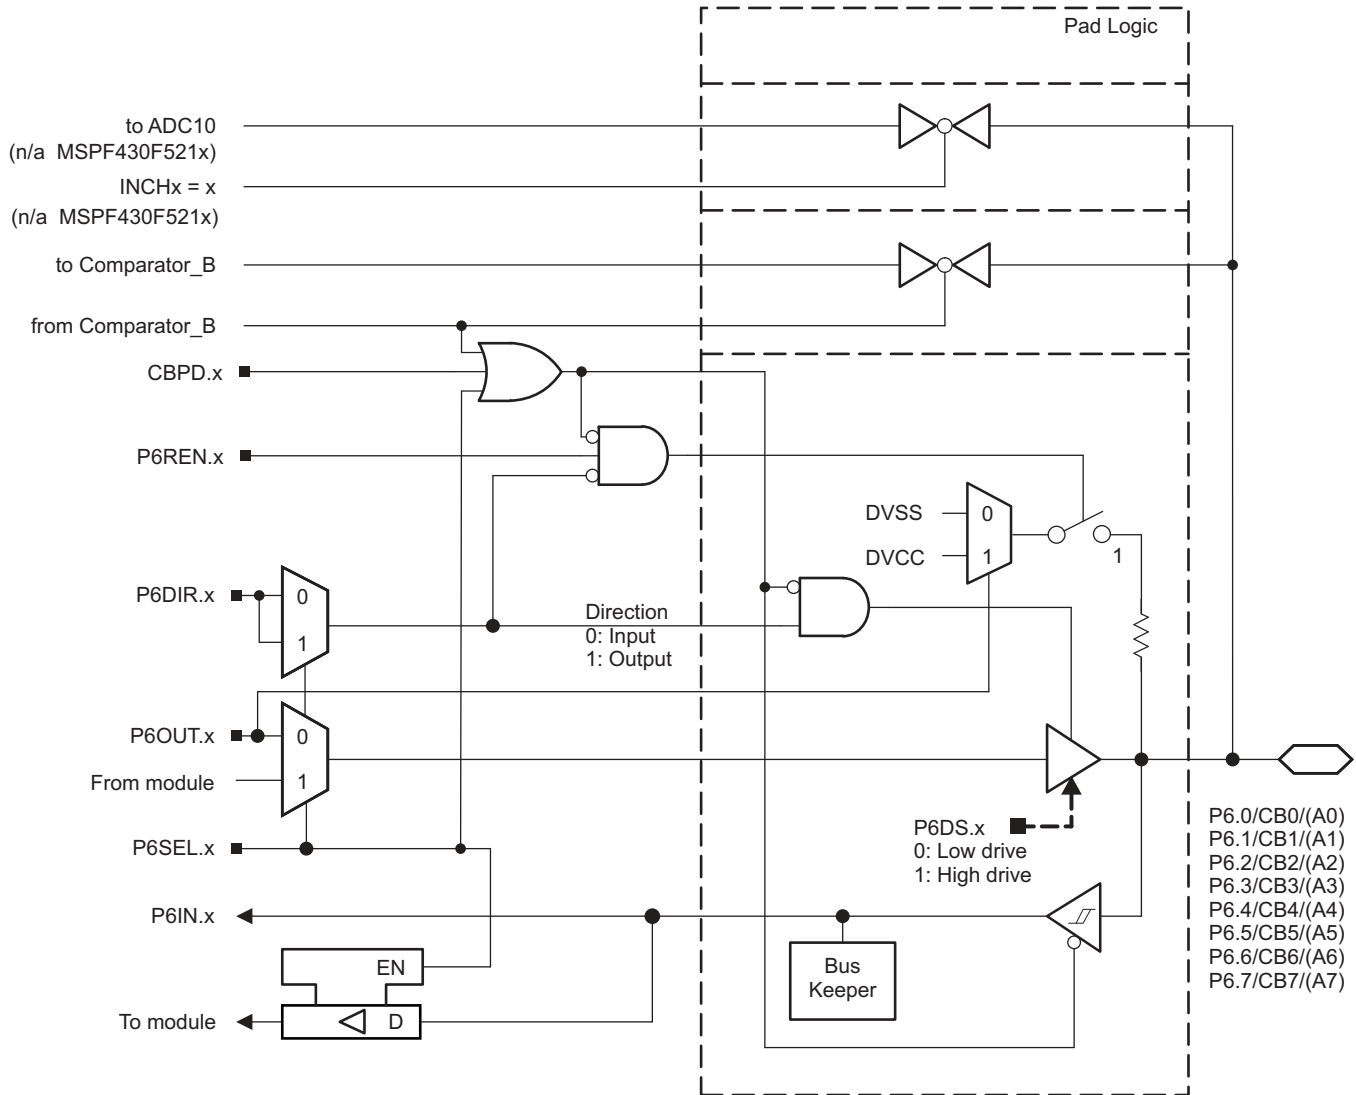 Pad Logic
to ADC10
(n/a MSPF430F521x)
INCHx = x
(n/a MSPF430F521x)
to Comparator_B
from Comparator_B
CBPD.x
P6REN.x
DVSS
0
DVCC
1
1
P6DIR.x
0
1
Direction
0: Input
1: Output
P6OUT.x
0
From module
1
P6SEL.x
P6DS.x
0: Low drive
1: High drive
P6.0/CB0/(A0)
P6.1/CB1/(A1)
P6.2/CB2/(A2)
P6.3/CB3/(A3)
P6.4/CB4/(A4)
P6.5/CB5/(A5)
P6.6/CB6/(A6)
P6.7/CB7/(A7)
P6IN.x
Bus
Keeper
EN
To module
D